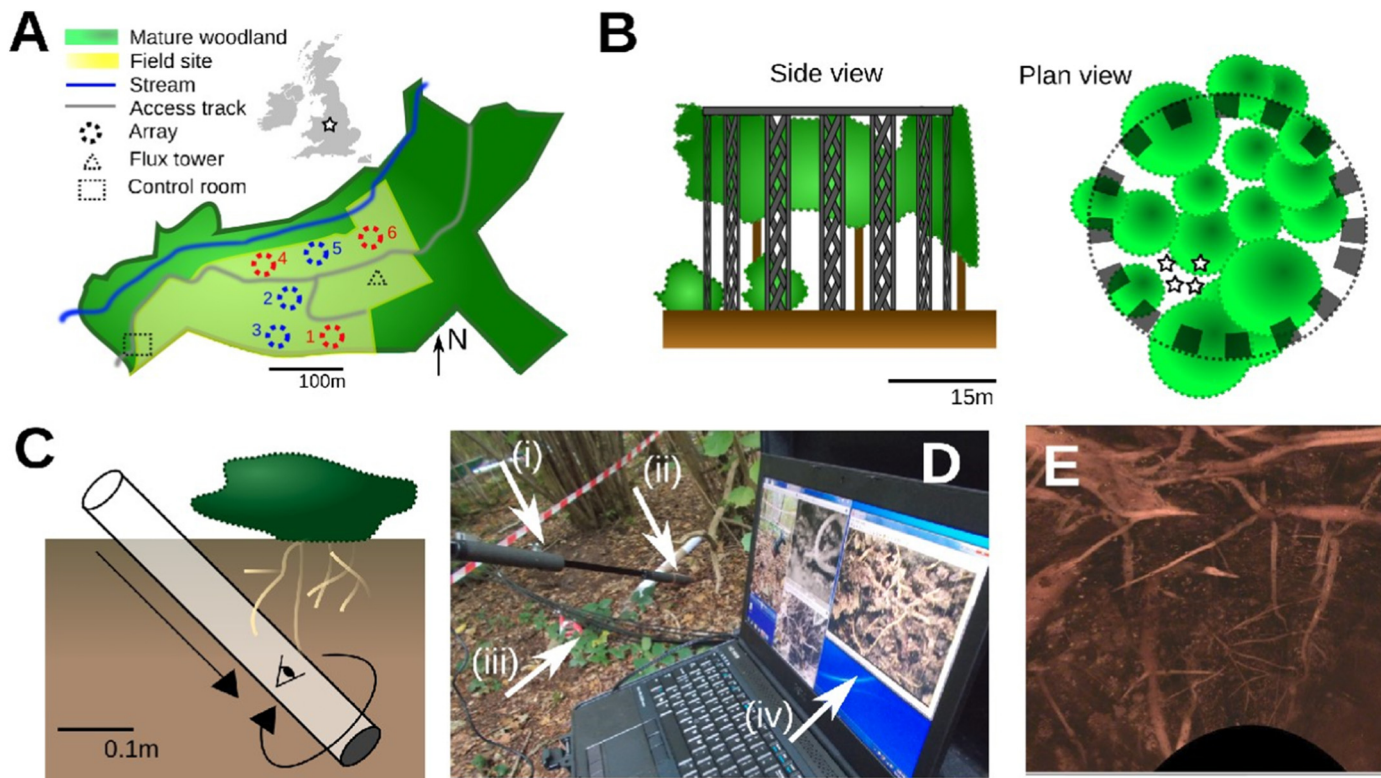 A
Mature woodland
Field site
Stream
Access track
Array
Flux tower
Control room
6
5
4
2
3
1
N
100m
B
Side view
Plan view
15m
C
0.1m
D
(i)
(ii)
(iii)
(iv)
E